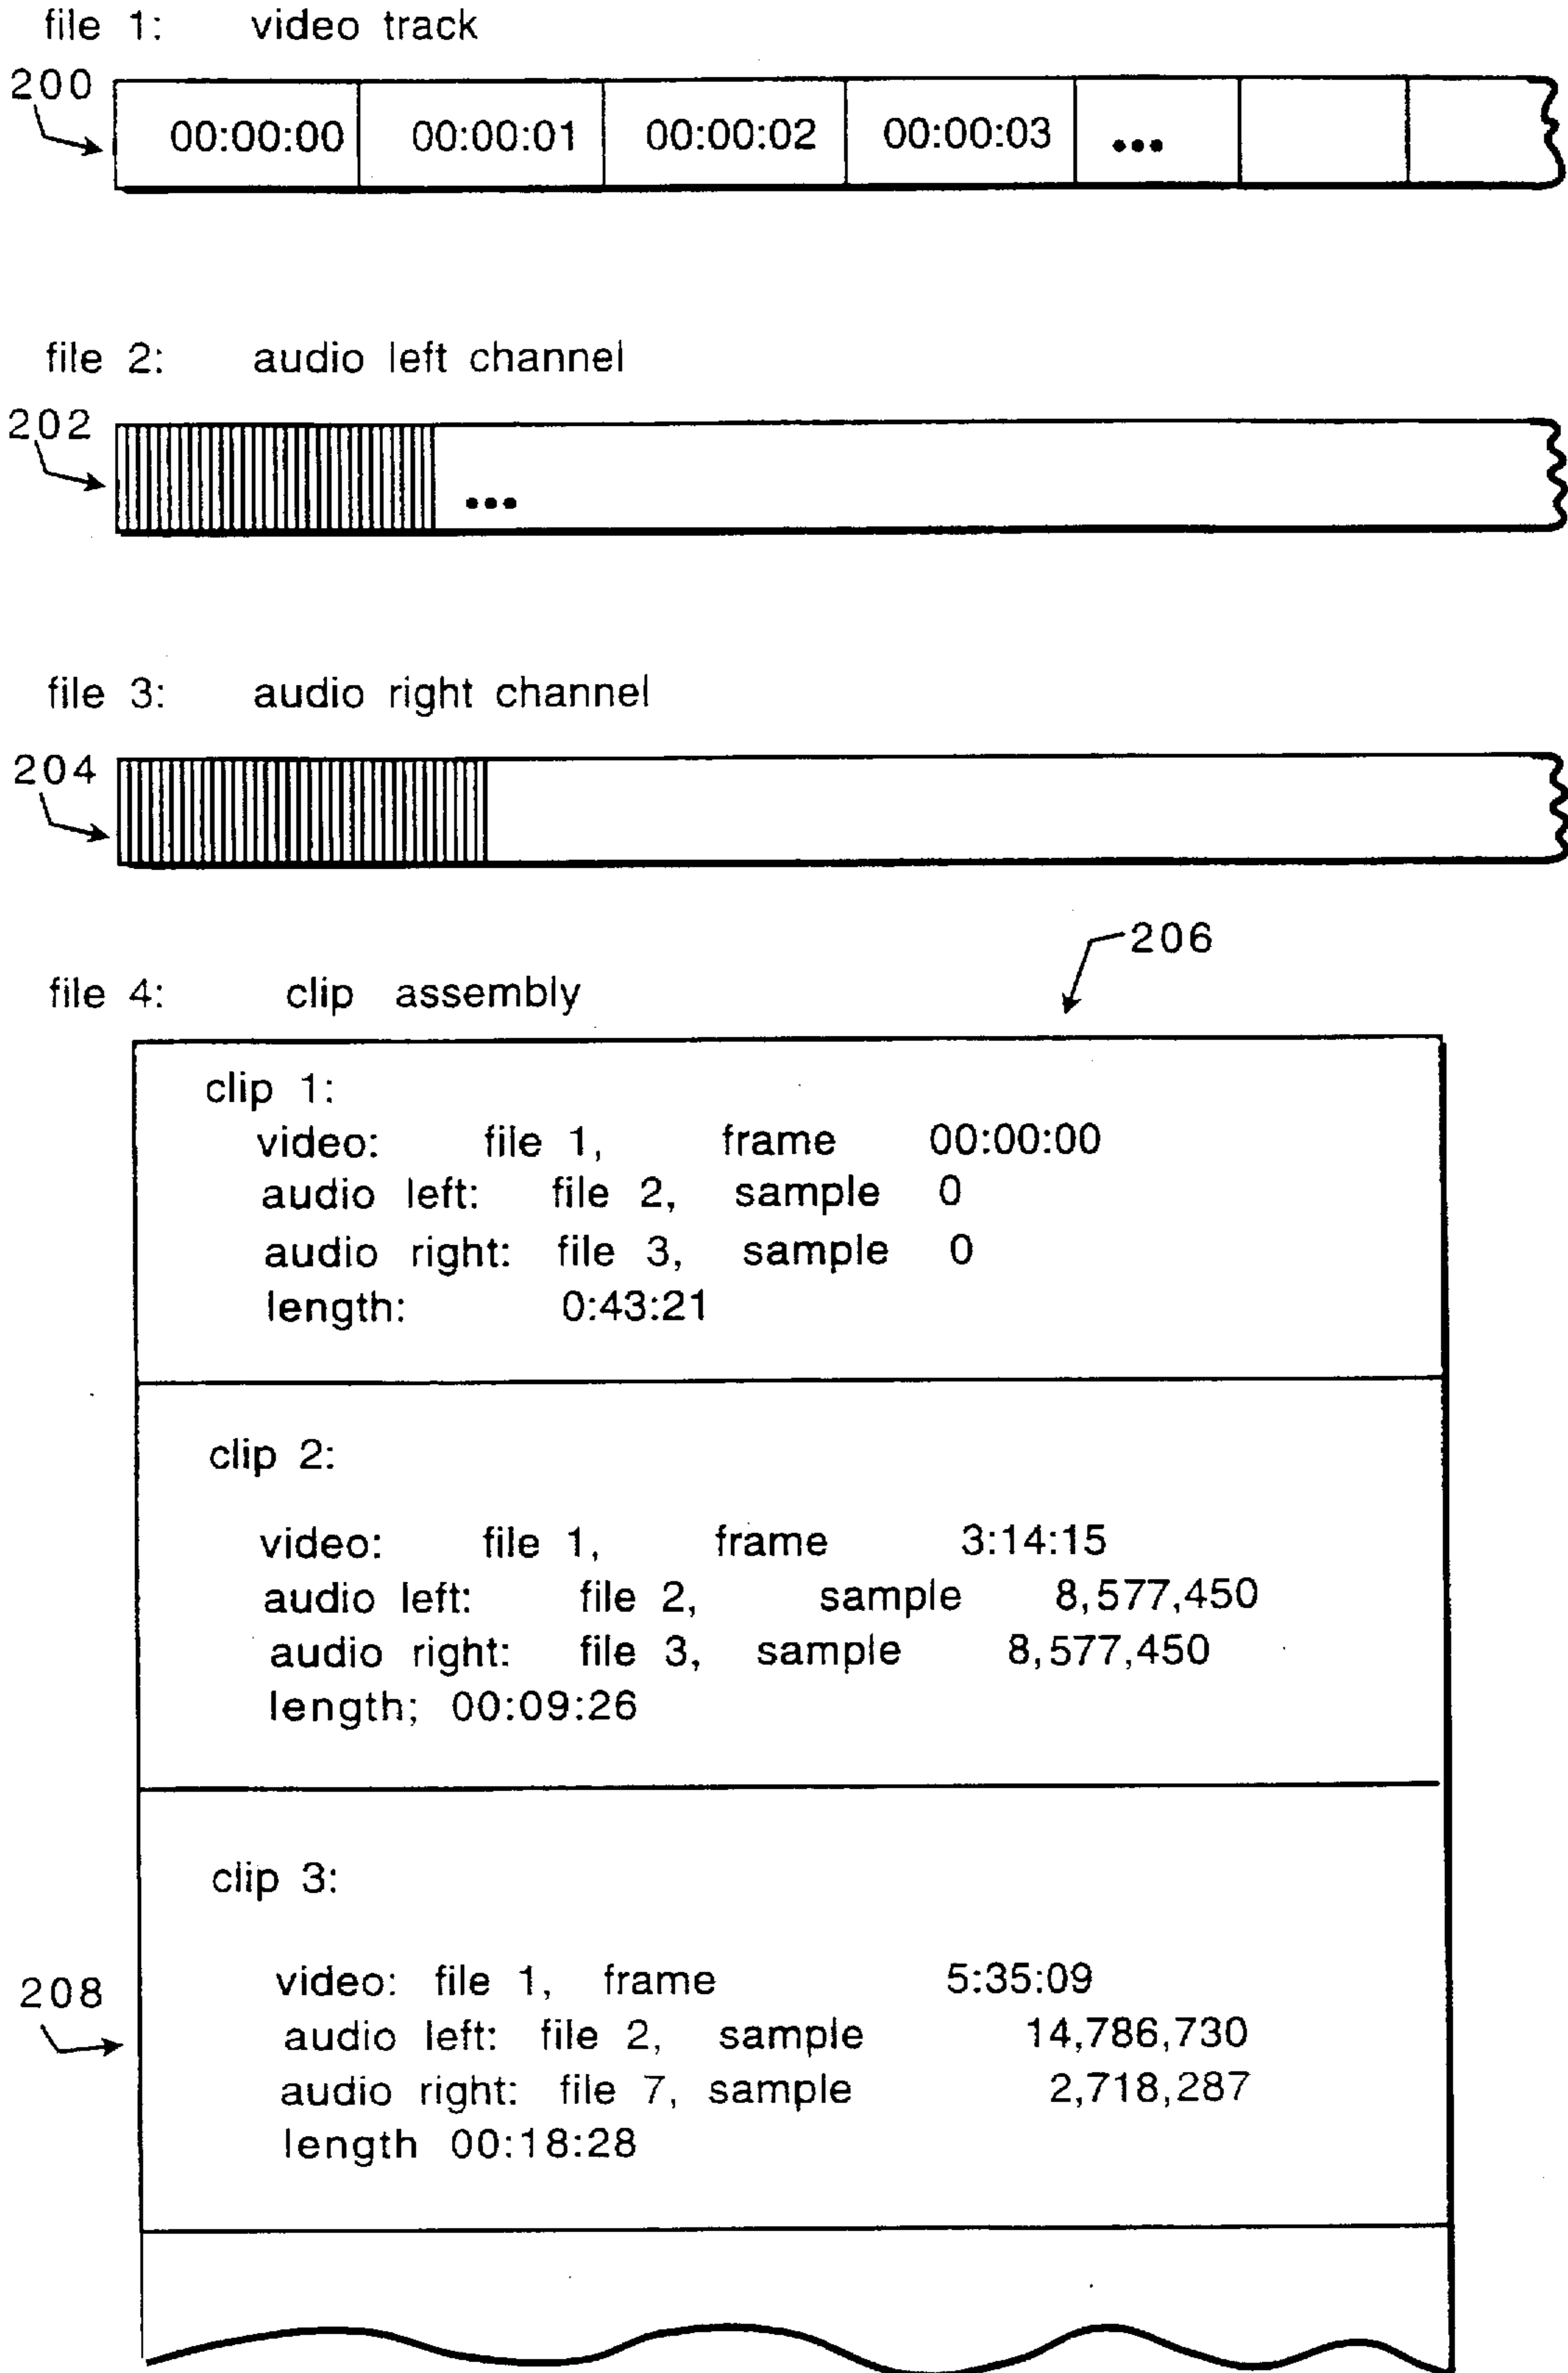 file 1: video track
200
00:00:00 00:00:01 00:00:02 00:00:03 ...
file 2: audio left channel
202
...
file 3: audio right channel
204
206
file 4: clip assembly
clip 1:
video: file 1, frame 00:00:00
audio left: file 2, sample 0
audio right: file 3, sample 0
length: 0:43:21
clip 2:
video: file 1, frame 3:14:15
audio left: file 2, sample 8,577,450
audio right: file 3, sample 8,577,450
length; 00:09:26
clip 3:
208
video: file 1, frame 5:35:09
audio left: file 2, sample 14,786,730
audio right: file 7, sample 2,718,287
length 00:18:28